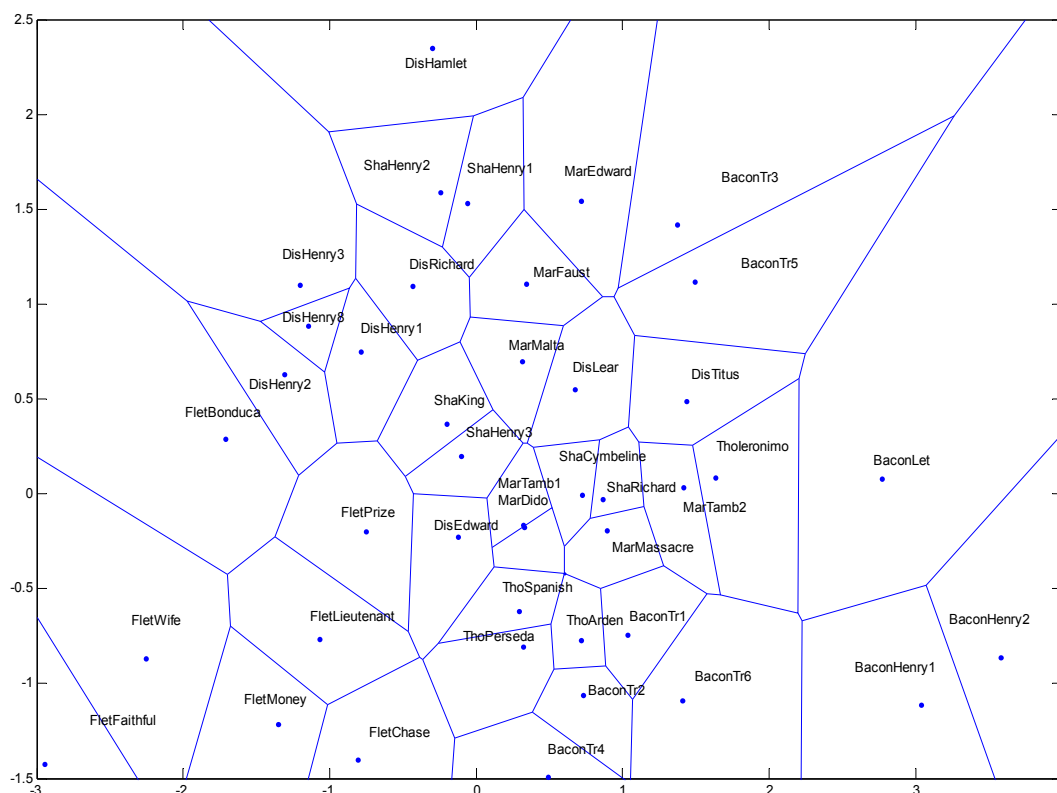 2.5
DisHamlet
2
ShaHenry2
ShaHenry1
MarEdward
BaconTr3
1.5
DisHenry3
DisRichard
MarFaust
BaconTr5
1
DisHenry8
DisHenry1
MarMalta
DisLear
DisTitus
DisHenry2
0.5
FletBonduca
ShaKing
ShaHenry3
ShaCymbeline
ThoIeronimo
BaconLet
MarTamb1
ShaRichard
0
MarDido
MarTamb2
FletPrize
DisEdward
MarMassacre
-0.5
ThoSpanish
FletWife
FletLieutenant
ThoPerseda
ThoArden
BaconTr1
BaconHenry2
BaconHenry1
-1
FletMoney
BaconTr2
BaconTr6
FletFaithful
FletChase
BaconTr4
-1.5
-3
-2
-1
0
1
2
3